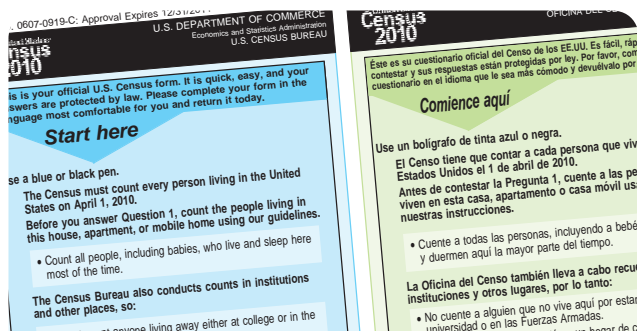 . 0607-0919-C: Approval Expires 12/31/2011
U.S. DEPARTMENT OF COMMERCE
Economics and Statistics Administration
U.S. CENSUS BUREAU
nsus
2010
is is your official U.S. Census form. It is quick, easy, and your
swers are protected by law. Please complete your form in the
nguage most comfortable for you and return it today.
Start here
se a blue or black pen.
The Census must count every person living in the United
States on April 1, 2010.
Before you answer Question 1, count the people living in
this house, apartment, or mobile home using our guidelines.
• Count all people, including babies, who live and sleep here
most of the time.
The Census Bureau also conducts counts in institutions
and other places, so:
anyone living away either at college or in the
OFICINA DEL
Census
2010
Éste es su cuestionario oficial del Censo de los EE.UU. Es fácil, ráp
contestar y sus respuestas están protegidas por ley. Por favor, com
cuestionario en el idioma que le sea más cómodo y devuélvalo por
Comience aquí
Use un bolígrafo de tinta azul o negra.
El Censo tiene que contar a cada persona que viv
Estados Unidos el 1 de abril de 2010.
Antes de contestar la Pregunta 1, cuente a las pe
viven en esta casa, apartamento o casa móvil usa
nuestras instrucciones.
• Cuente a todas las personas, incluyendo a bebé
y duermen aquí la mayor parte del tiempo.
La Oficina del Censo también lleva a cabo recue
instituciones y otros lugares, por lo tanto:
• No cuente a alguien que no vive aquí por estar
universidad o en las Fuerzas Armadas.